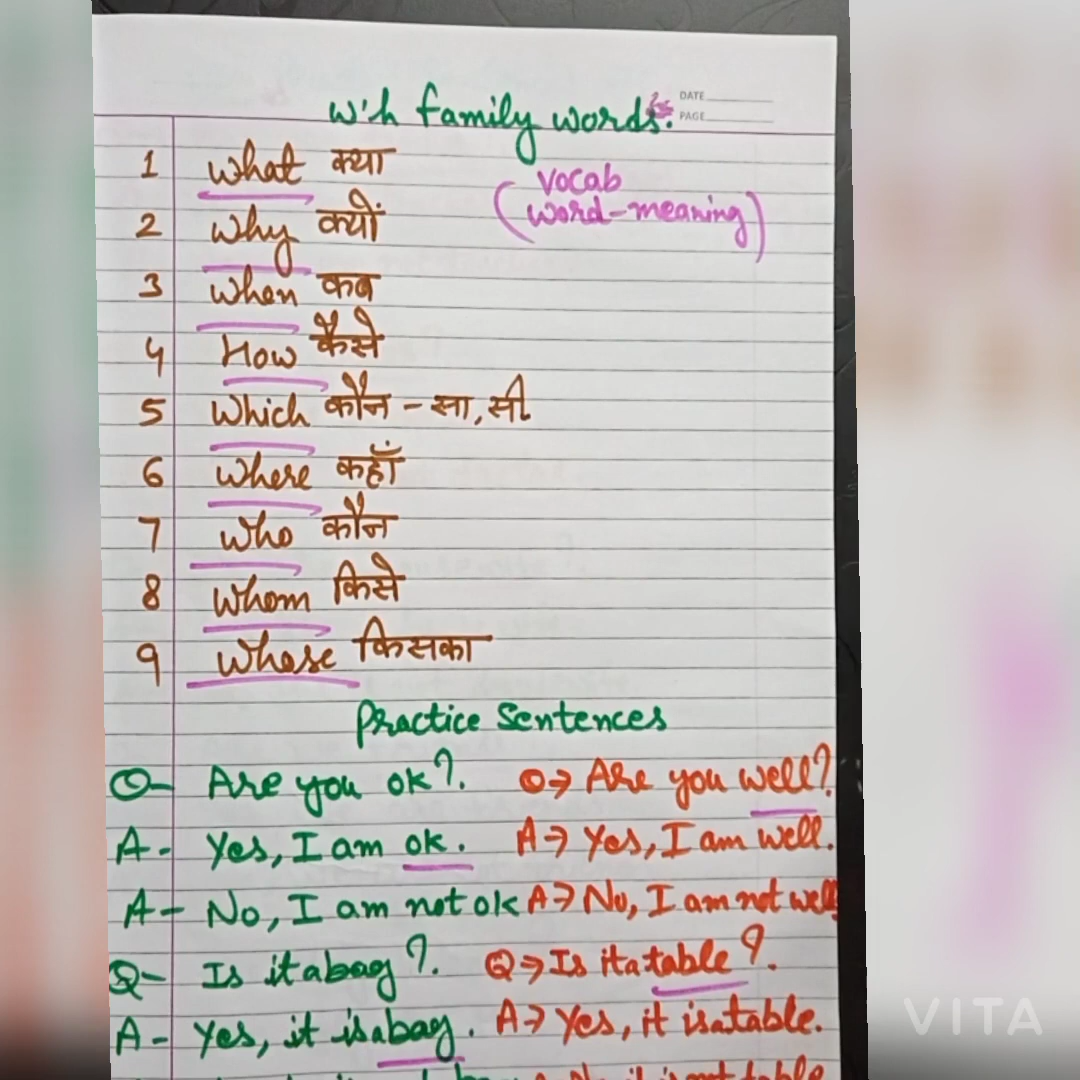 DATE
Wh family words.
PAGE
1 What क्या
vocab
2 Why क्यों
(word-meaning)
3 When कब
4 How कैसे
5 Which कौन - सा, सी
6 Where कहाँ
7 Who कौन
8 Whom किसे
9 Whose किसका
Practice Sentences
Q- Are you ok?. Q→ Are you well?
A- Yes, I am ok. A→ Yes, I am well.
A- No, I am not ok A→ No, I am not well
Q- Is it a bag?. Q→ Is it a table?.
A- Yes, it is a bag. A→ Yes, it is a table.
VITA